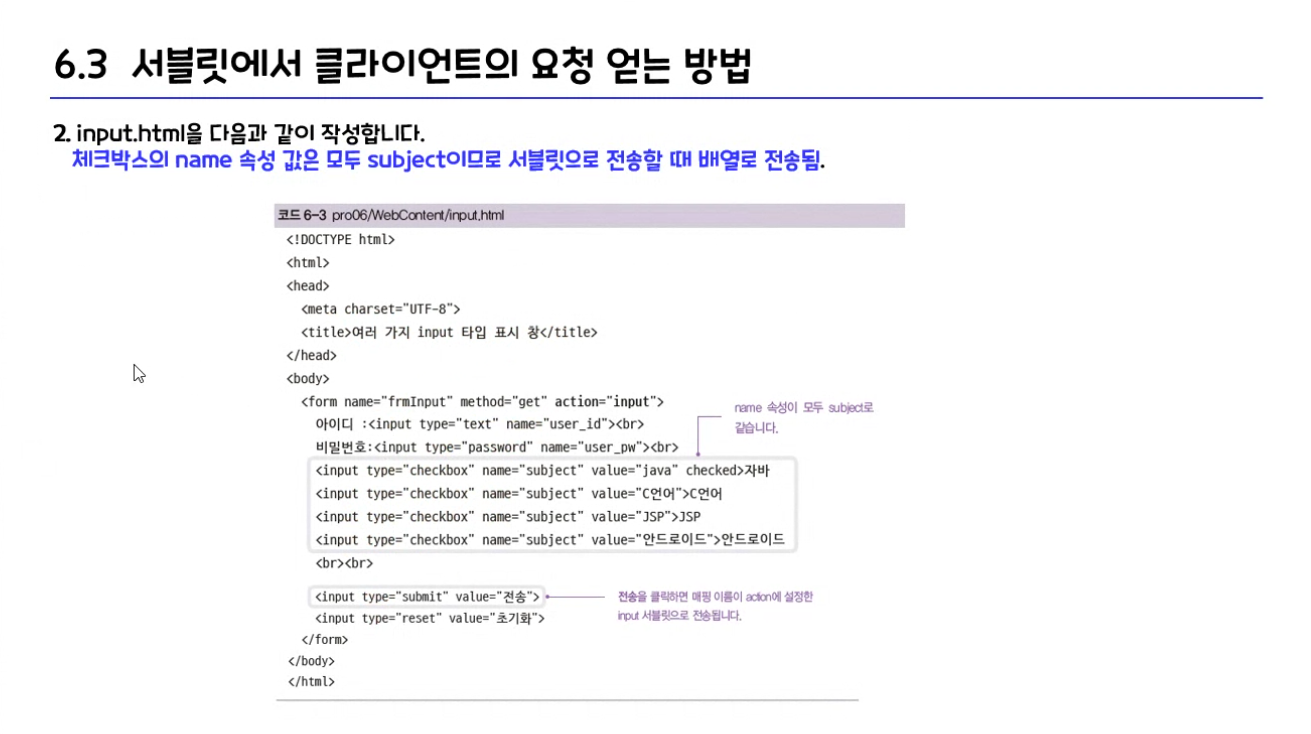 6.3 서블릿에서 클라이언트의 요청 얻는 방법
2. input.html을 다음과 같이 작성합니다.
체크박스의 name 속성 값은 모두 subject이므로 서블릿으로 전송할 때 배열로 전송됨.
코드 6-3 pro06/WebContent/input.html
<!DOCTYPE html>
<html>
<head>
<meta charset="UTF-8">
<title>여러 가지 input 타입 표시 창</title>
</head>
<body>
<form name="frmInput" method="get" action="input">
아이디 :<input type="text" name="user_id"><br>
비밀번호:<input type="password" name="user_pw"><br>
name 속성이 모두 subject로
같습니다.
<input type="checkbox" name="subject" value="java" checked>자바
<input type="checkbox" name="subject" value="C언어">C언어
<input type="checkbox" name="subject" value="JSP">JSP
<input type="checkbox" name="subject" value="안드로이드">안드로이드
<br><br>
<input type="submit" value="전송">
전송을 클릭하면 매핑 이름이 action에 설정한
input 서블릿으로 전송됩니다.
<input type="reset" value="초기화">
</form>
</body>
</html>